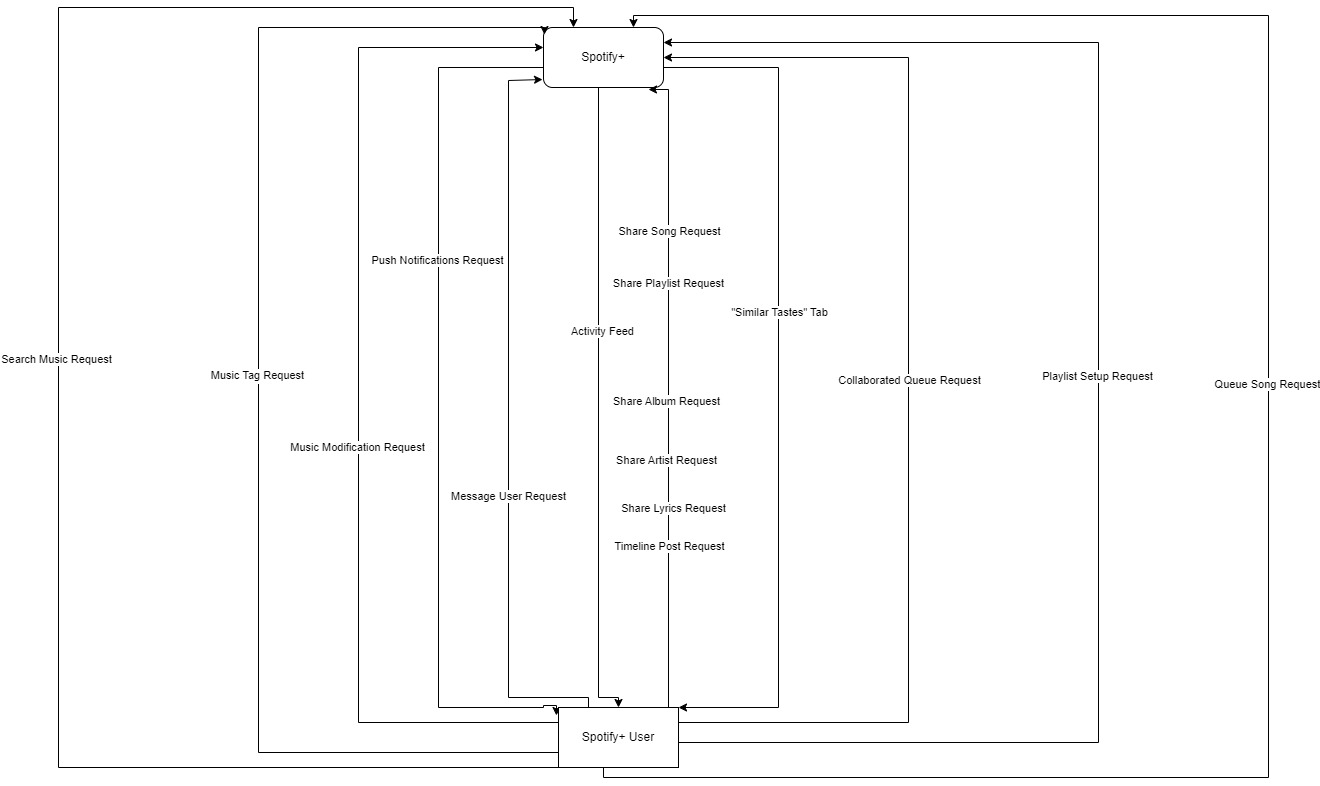 Spotify+
Share Song Request
Push Notifications Request
Share Playlist Request
"Similar Tastes" Tab
Activity Feed
Search Music Request
Music Tag Request
Playlist Setup Request
Collaborated Queue Request
Queue Song Request
Share Album Request
Music Modification Request
Share Artist Request
Message User Request
Share Lyrics Request
Timeline Post Request
Spotify+ User